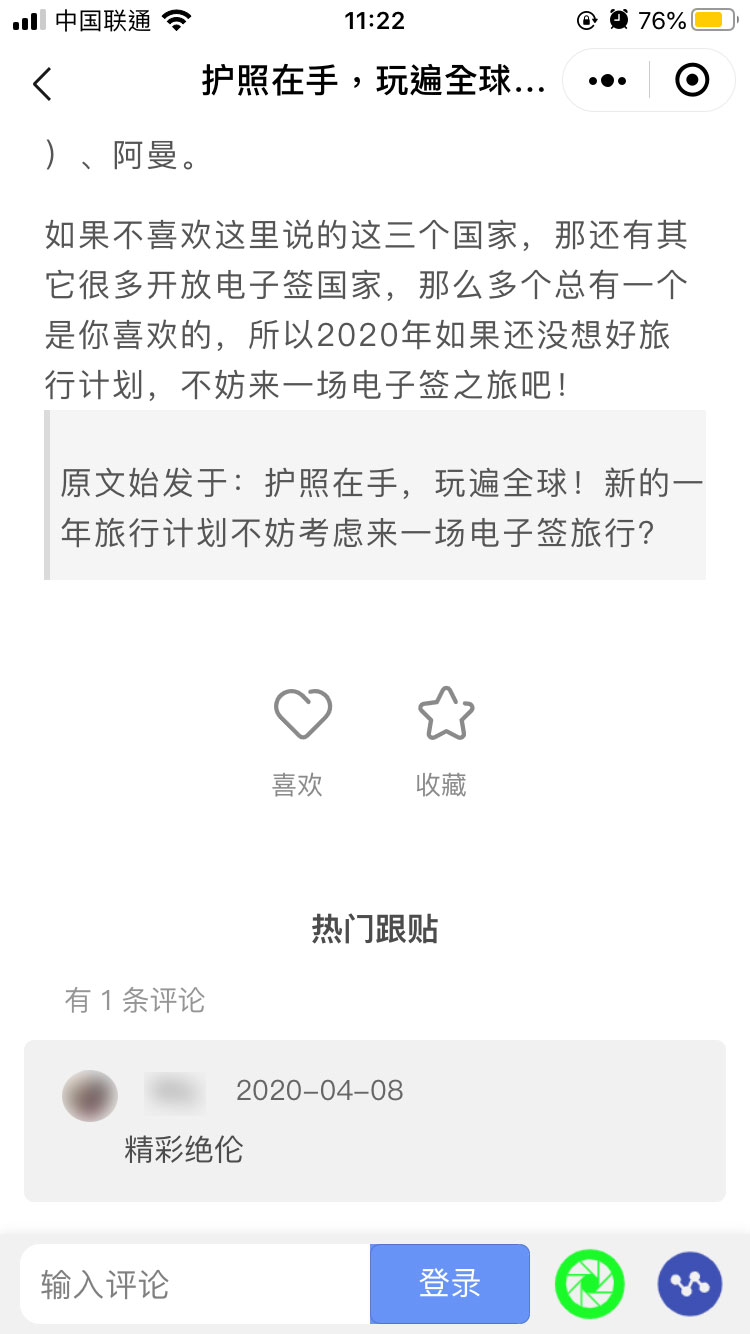 中国联通
11:22
76%
护照在手，玩遍全球...
）、阿曼。
如果不喜欢这里说的这三个国家，那还有其
它很多开放电子签国家，那么多个总有一个
是你喜欢的，所以2020年如果还没想好旅
行计划，不妨来一场电子签之旅吧！
原文始发于：护照在手，玩遍全球！新的一
年旅行计划不妨考虑来一场电子签旅行？
喜欢
收藏
热门跟贴
有 1 条评论
2020-04-08
精彩绝伦
输入评论
登录